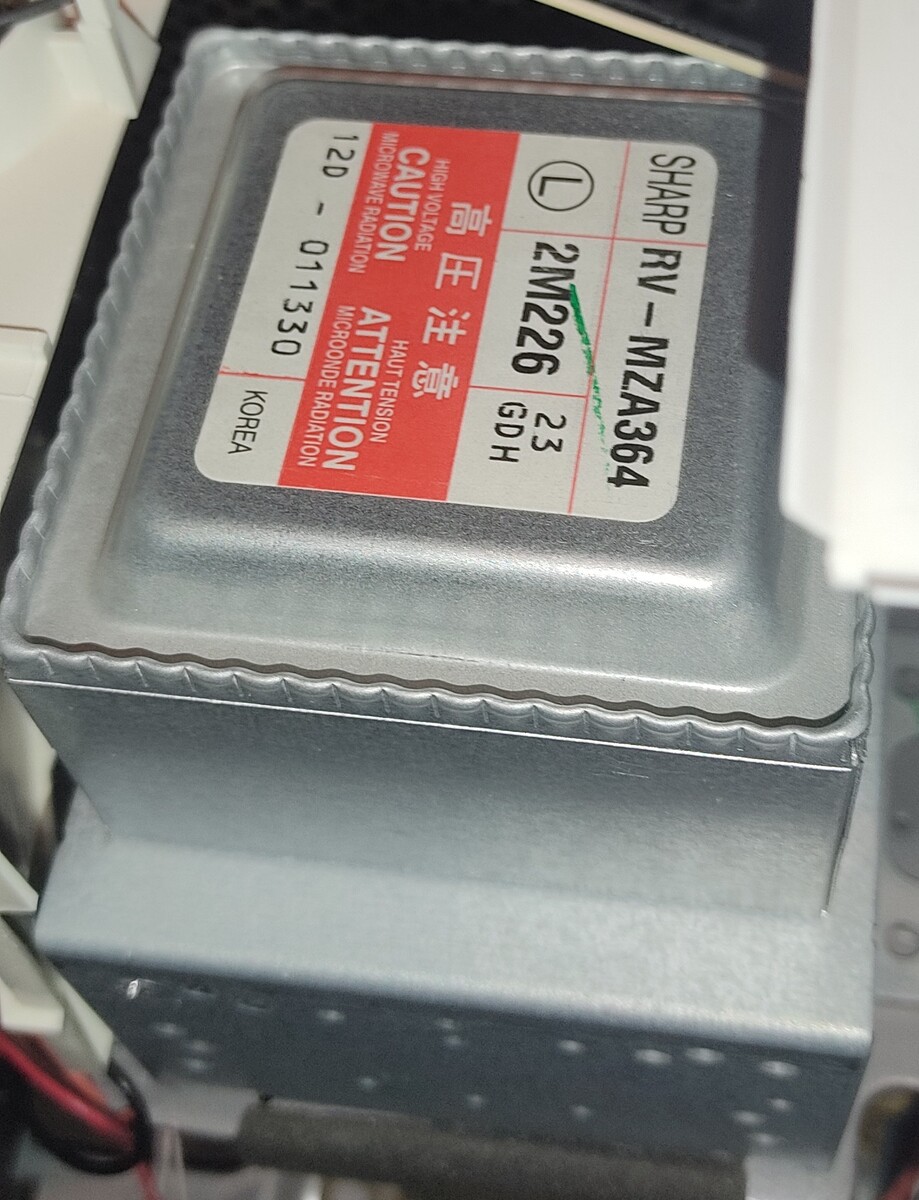 SHARP RV-MZA364
L 2M226 23
GDH
高圧注意
HIGH VOLTAGE HAUT TENSION
CAUTION ATTENTION
MICROWAVE RADIATION MICROONDE RADIATION
12D - 011330 KOREA